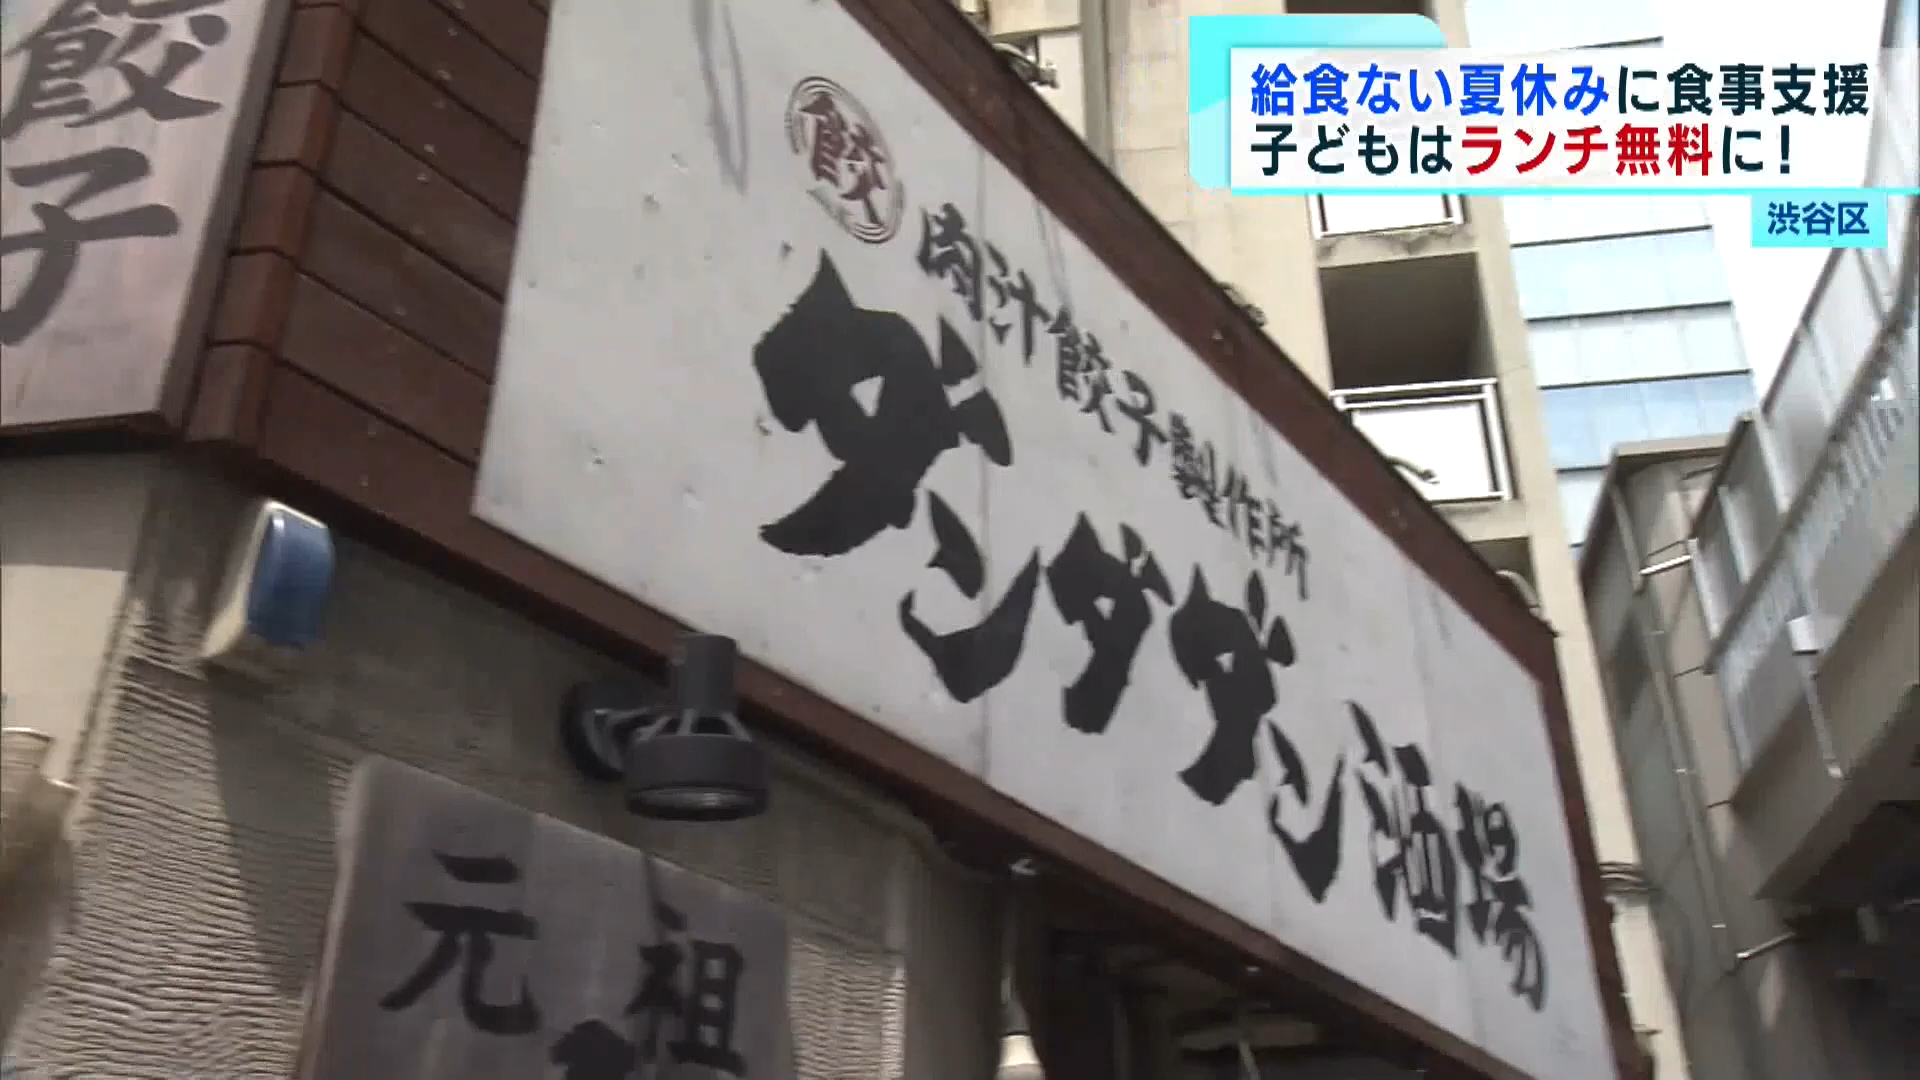 給食ない夏休みに食事支援
子どもはランチ無料に!
渋谷区
餃子
餃
肉汁餃子製作所
ダンダダン酒場
元祖